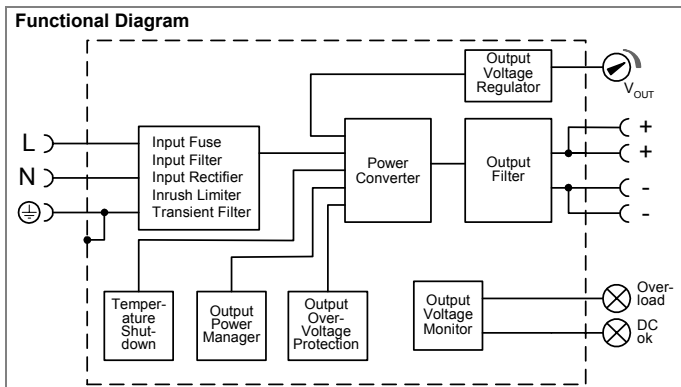 Functional Diagram
Output
Voltage
Regulator
VOUT
L
N
Input Fuse
Input Filter
Input Rectifier
Inrush Limiter
Transient Filter
Power
Converter
Output
Filter
+
+
-
-
Temper-
ature
Shut-
down
Output
Power
Manager
Output
Over-
Voltage
Protection
Output
Voltage
Monitor
Over-
load
DC
ok